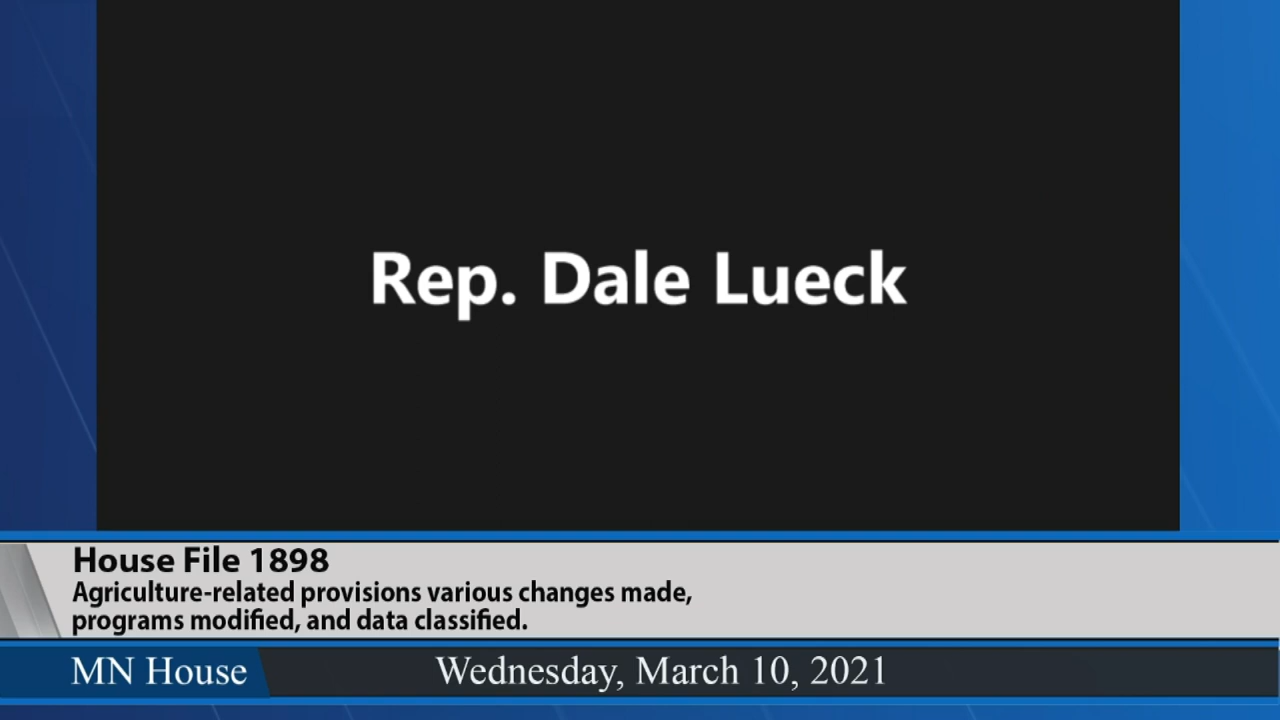 Rep. Dale Lueck
House File 1898
Agriculture-related provisions various changes made,
programs modified, and data classified.
MN House
Wednesday, March 10, 2021